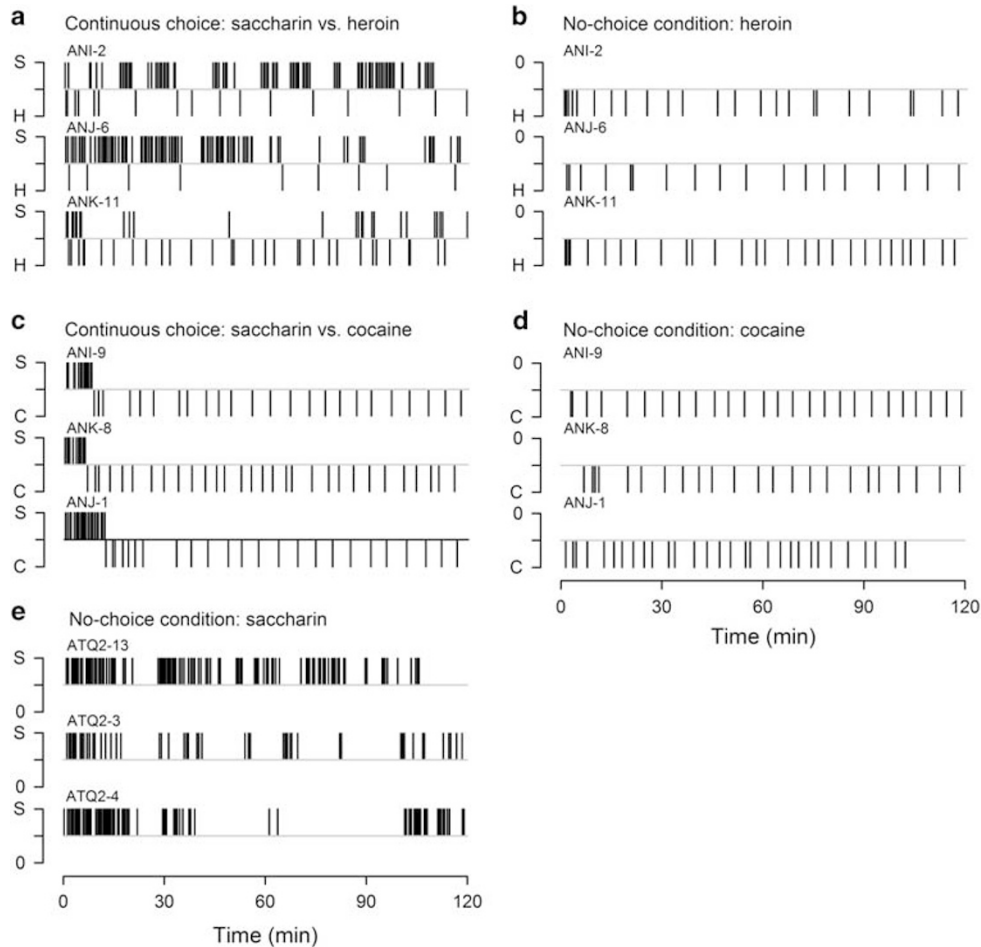 a Continuous choice: saccharin vs. heroin
ANI-2
S
H
ANJ-6
S
H
ANK-11
S
H
b No-choice condition: heroin
ANI-2
0
H
ANJ-6
0
H
ANK-11
0
H
c Continuous choice: saccharin vs. cocaine
ANI-9
S
C
ANK-8
S
C
ANJ-1
S
C
d No-choice condition: cocaine
ANI-9
0
C
ANK-8
0
C
ANJ-1
0
C
0 30 60 90 120
Time (min)
e No-choice condition: saccharin
ATQ2-13
S
0
ATQ2-3
S
0
ATQ2-4
S
0
0 30 60 90 120
Time (min)